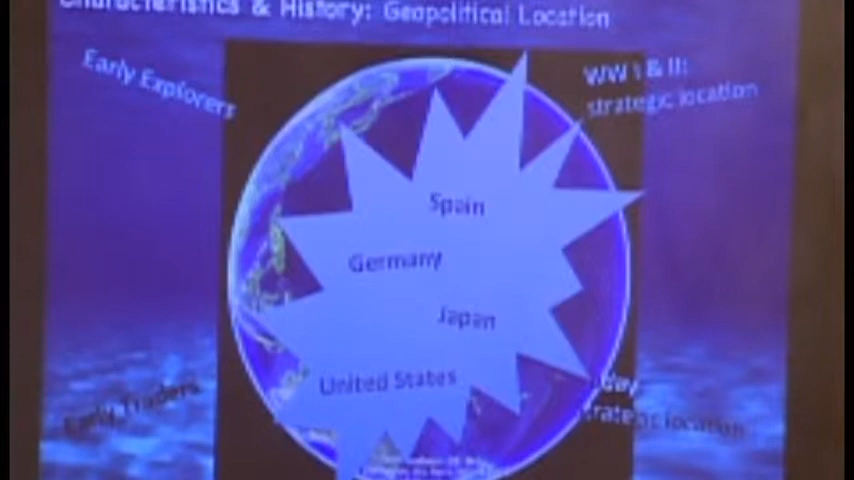 Characteristics & History: Geopolitical Location
Early Explorers
WW I & II:
strategic location
Spain
Germany
Japan
United States
Early Traders
strategic location